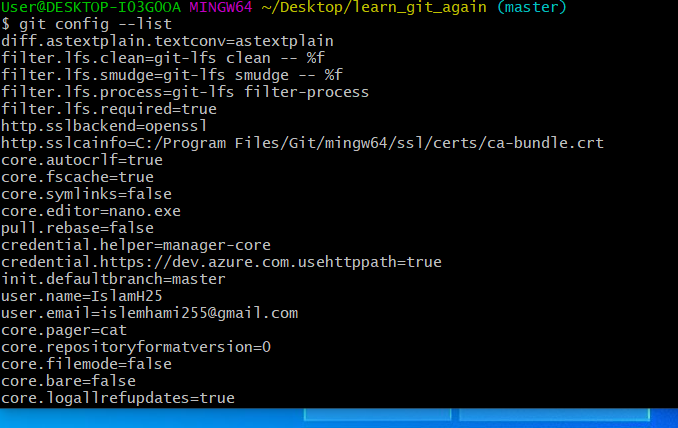 User@DESKTOP-I03G0OA MINGW64 ~/Desktop/learn_git_again (master)
$ git config --list
diff.astextplain.textconv=astextplain
filter.lfs.clean=git-lfs clean -- %f
filter.lfs.smudge=git-lfs smudge -- %f
filter.lfs.process=git-lfs filter-process
filter.lfs.required=true
http.sslbackend=openssl
http.sslcainfo=C:/Program Files/Git/mingw64/ssl/certs/ca-bundle.crt
core.autocrlf=true
core.fscache=true
core.symlinks=false
core.editor=nano.exe
pull.rebase=false
credential.helper=manager-core
credential.https://dev.azure.com.usehttppath=true
init.defaultbranch=master
user.name=IslamH25
user.email=islemhami255@gmail.com
core.pager=cat
core.repositoryformatversion=0
core.filemode=false
core.bare=false
core.logallrefupdates=true